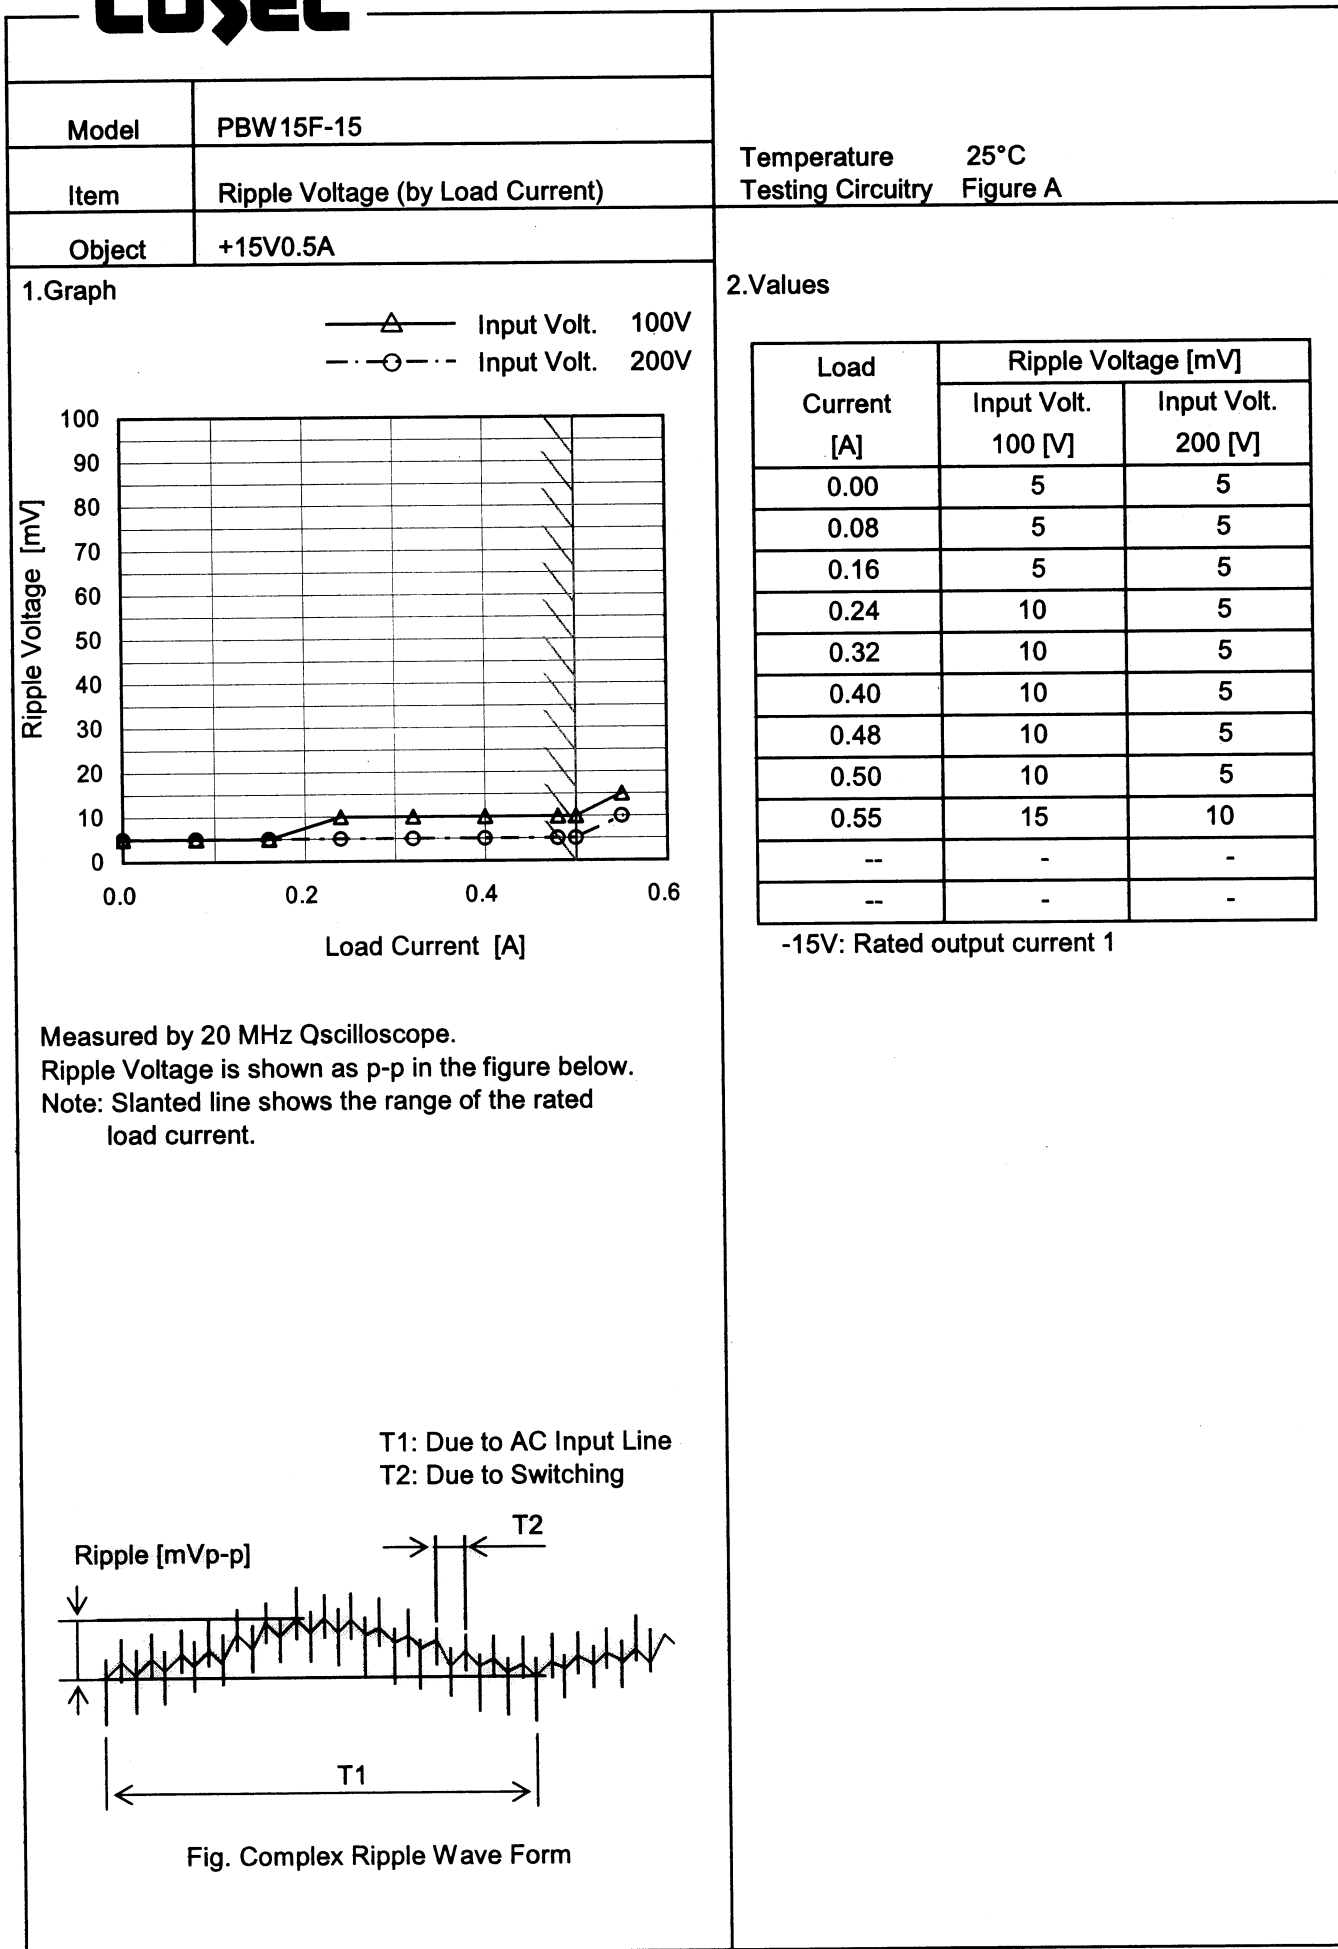 COSEL
Model PBW15F-15
Item Ripple Voltage (by Load Current)
Object +15V0.5A
Temperature 25°C
Testing Circuitry Figure A
1.Graph
Input Volt. 100V
Input Volt. 200V
Ripple Voltage [mV]
100
90
80
70
60
50
40
30
20
10
0
0.0 0.2 0.4 0.6
Load Current [A]
Measured by 20 MHz Oscilloscope.
Ripple Voltage is shown as p-p in the figure below.
Note: Slanted line shows the range of the rated
load current.
T1: Due to AC Input Line
T2: Due to Switching
T2
Ripple [mVp-p]
T1
Fig. Complex Ripple Wave Form
2.Values
Load Ripple Voltage [mV]
Current Input Volt. Input Volt.
[A] 100 [V] 200 [V]
0.00 5 5
0.08 5 5
0.16 5 5
0.24 10 5
0.32 10 5
0.40 10 5
0.48 10 5
0.50 10 5
0.55 15 10
-- - -
-- - -
-15V: Rated output current 1